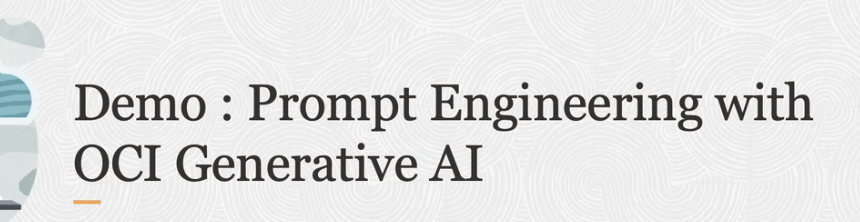 Demo : Prompt Engineering with
OCI Generative AI